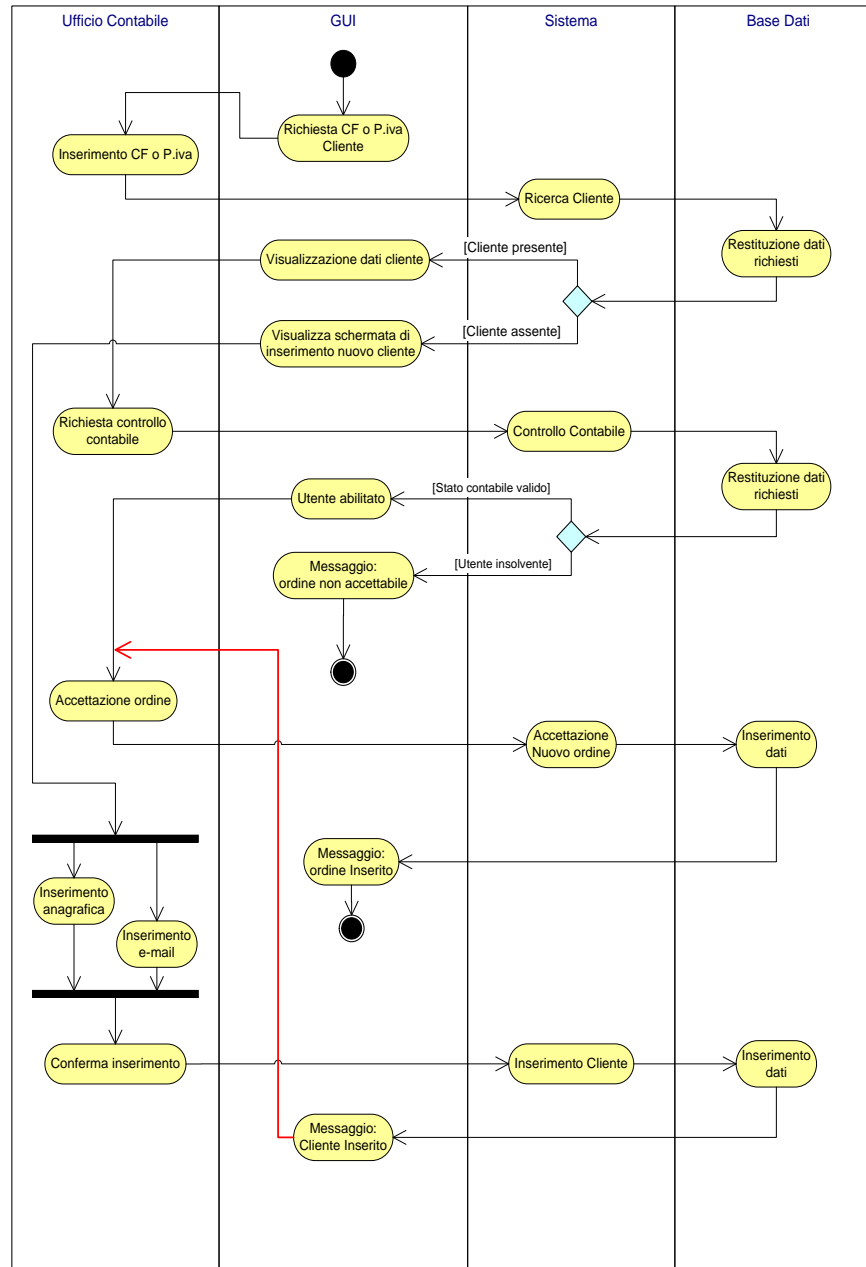 Ufficio Contabile
GUI
Sistema
Base Dati
Richiesta CF o P.iva
Cliente
Inserimento CF o P.iva
Ricerca Cliente
Restituzione dati
richiesti
[Cliente presente]
Visualizzazione dati cliente
[Cliente assente]
Visualizza schermata di
inserimento nuovo cliente
Richiesta controllo
contabile
Controllo Contabile
Restituzione dati
richiesti
[Stato contabile valido]
Utente abilitato
[Utente insolvente]
Messaggio:
ordine non accettabile
Accettazione ordine
Accettazione
Nuovo ordine
Inserimento
dati
Messaggio:
ordine Inserito
Inserimento
anagrafica
Inserimento
e-mail
Conferma inserimento
Inserimento Cliente
Inserimento
dati
Messaggio:
Cliente Inserito